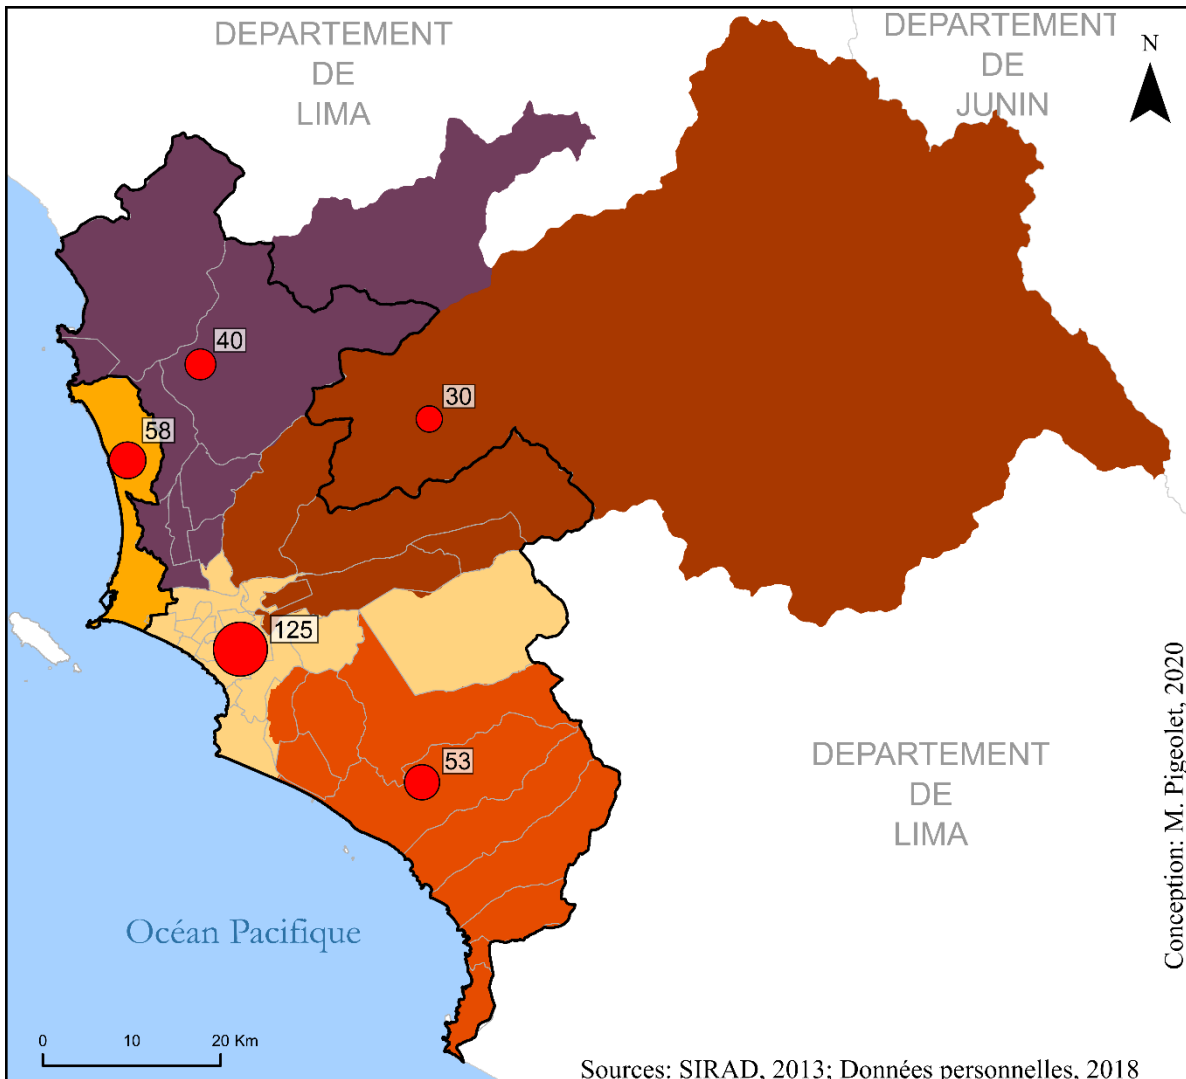 DEPARTEMENT
DE
LIMA
DEPARTEMENT
DE
JUNIN
N
40
30
58
125
53
DEPARTEMENT
DE
LIMA
Conception: M. Pigeolet, 2020
Océan Pacifique
0 10 20 Km
Sources: SIRAD, 2013; Données personnelles, 2018